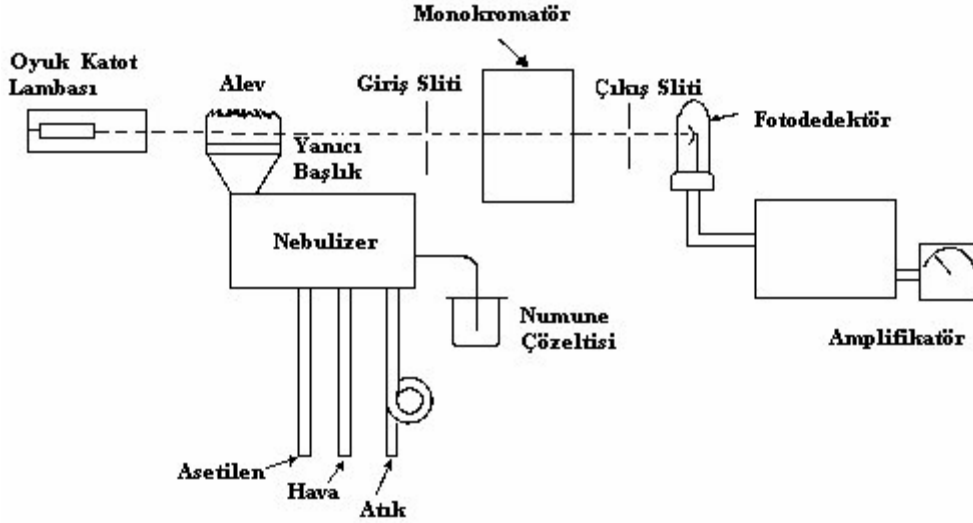 Monokromatör
Oyuk Katot
Lambası
Alev
Giriş Sliti
Çıkış Sliti
Fotodedektör
Yanıcı
Başlık
Nebulizer
Numune
Çözeltisi
Amplifikatör
Asetilen
Hava
Atık